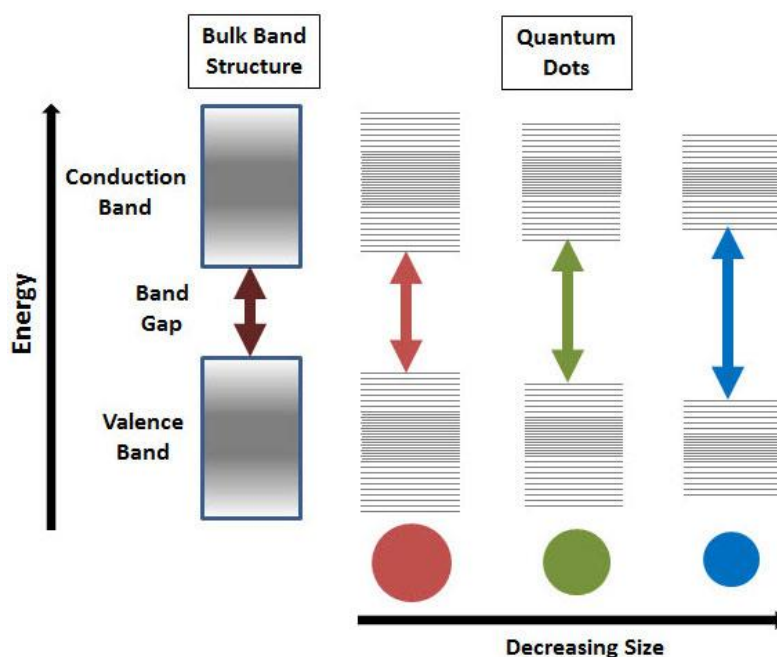 Bulk Band
Structure
Quantum
Dots
Conduction
Band
Band
Gap
Energy
Valence
Band
Decreasing Size